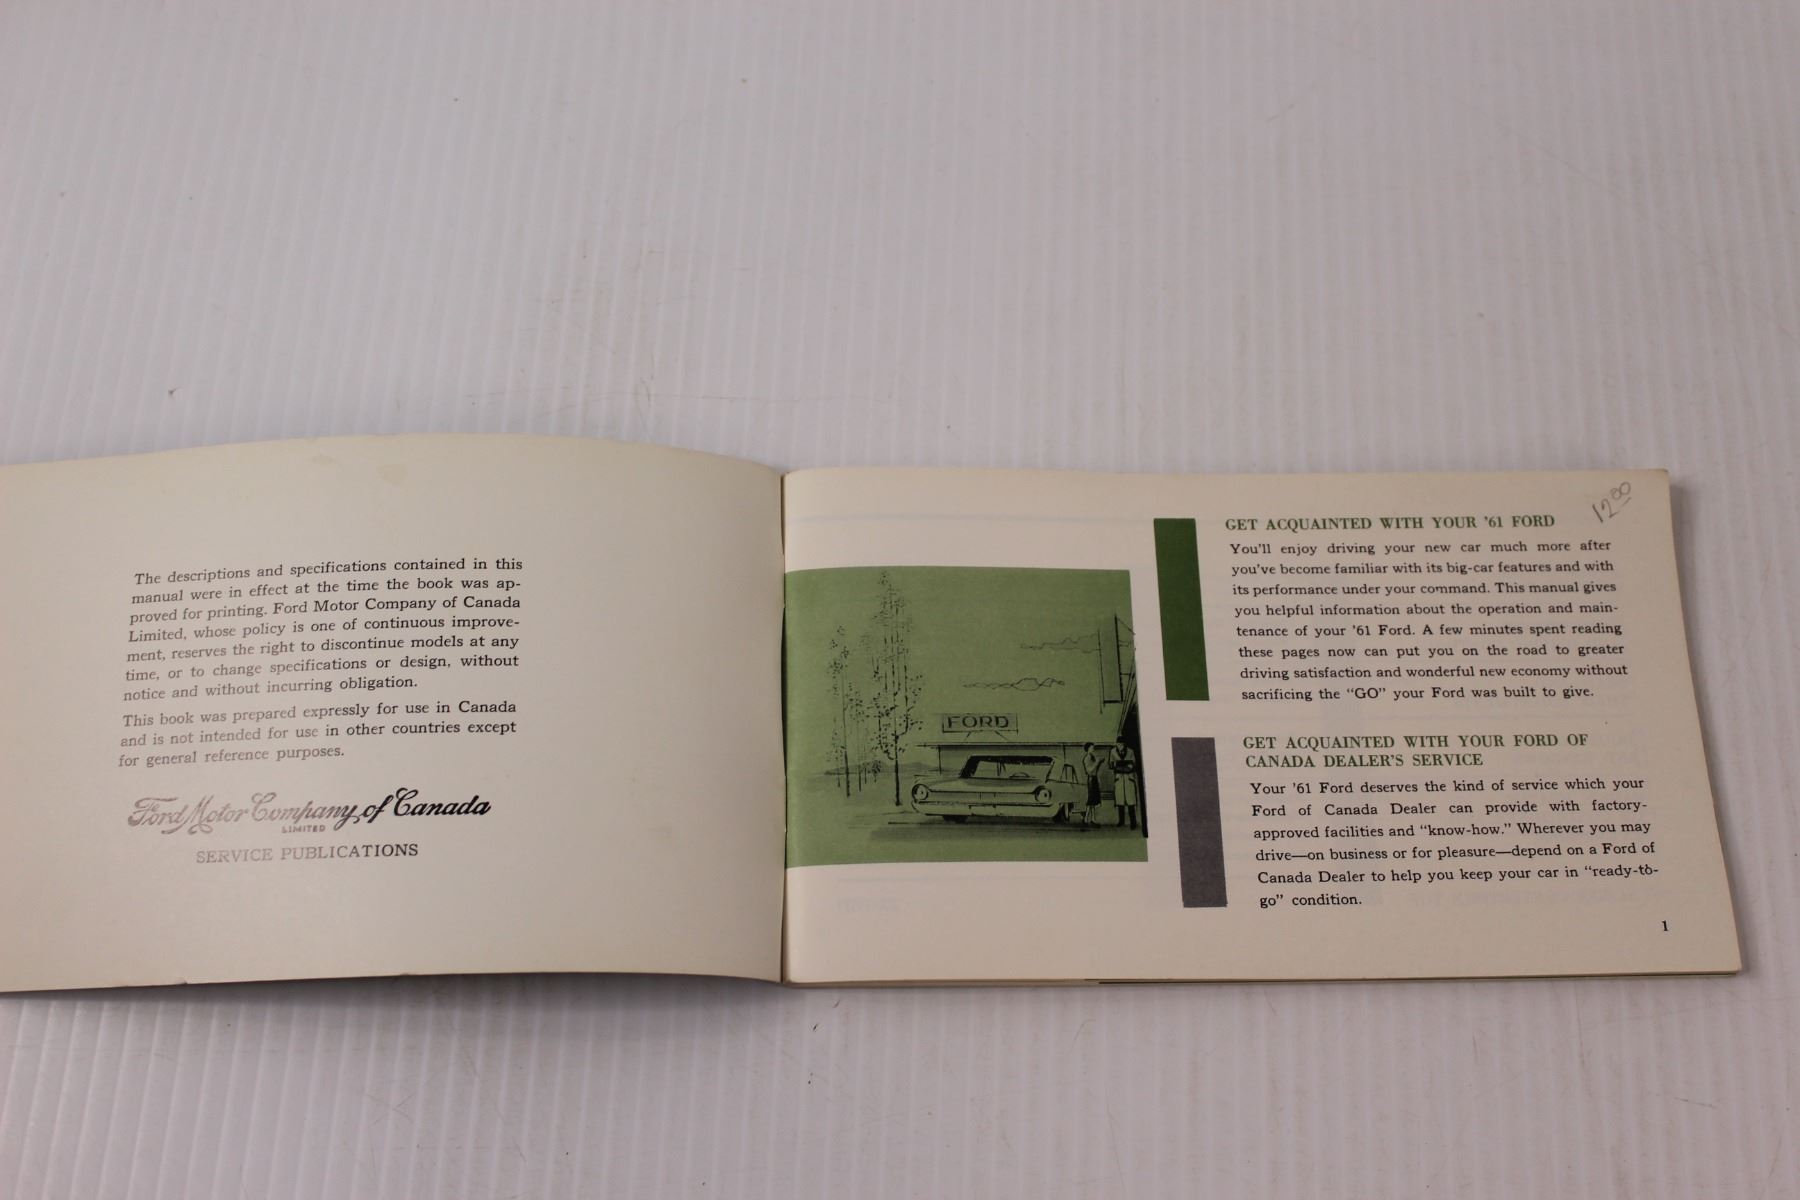 The descriptions and specifications contained in this
manual were in effect at the time the book was ap-
proved for printing. Ford Motor Company of Canada
Limited, whose policy is one of continuous improve-
ment, reserves the right to discontinue models at any
time, or to change specifications or design, without
notice and without incurring obligation.
This book was prepared expressly for use in Canada
and is not intended for use in other countries except
for general reference purposes.
Ford Motor Company of Canada
LIMITED
SERVICE PUBLICATIONS
FORD
12.00
GET ACQUAINTED WITH YOUR '61 FORD
You'll enjoy driving your new car much more after
you've become familiar with its big-car features and with
its performance under your command. This manual gives
you helpful information about the operation and main-
tenance of your '61 Ford. A few minutes spent reading
these pages now can put you on the road to greater
driving satisfaction and wonderful new economy without
sacrificing the "GO" your Ford was built to give.
GET ACQUAINTED WITH YOUR FORD OF
CANADA DEALER'S SERVICE
Your '61 Ford deserves the kind of service which your
Ford of Canada Dealer can provide with factory-
approved facilities and "know-how." Wherever you may
drive—on business or for pleasure—depend on a Ford of
Canada Dealer to help you keep your car in "ready-to-
go" condition.
1